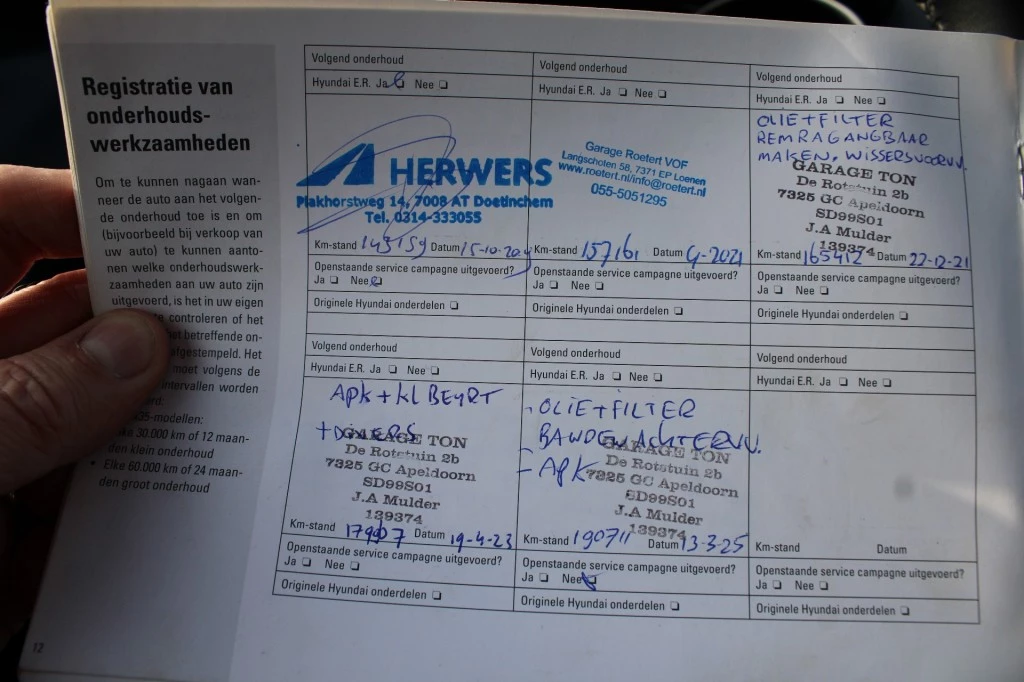 Registratie van
onderhouds-
werkzaamheden
Om te kunnen nagaan wan-
neer de auto aan het volgen-
de onderhoud toe is en om
(bijvoorbeeld bij verkoop van
uw auto) te kunnen aanto-
nen welke onderhoudswerk-
zaamheden aan uw auto zijn
uitgevoerd, is het in uw eigen
controleren of het
betreffende on-
afgestempeld. Het
moet volgens de
intervallen worden
-modellen:
30.000 km of 12 maan-
den klein onderhoud
• Elke 60.000 km of 24 maan-
den groot onderhoud
12
Volgend onderhoud
Hyundai E.R. Ja ❏ Nee ❏
HERWERS
Plakhorstweg 14, 7008 AT Doetinchem
Tel. 0314-333055
Km-stand 143159 Datum 15-10-20
Openstaande service campagne uitgevoerd?
Ja ❏ Nee ❏
Originele Hyundai onderdelen ❏
Volgend onderhoud
Hyundai E.R. Ja ❏ Nee ❏
Garage Roetert VOF
Langscholen 58, 7371 EP Loenen
www.roetert.nl/info@roetert.nl
055-5051295
Km-stand 157161 Datum 4-2021
Openstaande service campagne uitgevoerd?
Ja ❏ Nee ❏
Originele Hyundai onderdelen ❏
Volgend onderhoud
Hyundai E.R. Ja ❏ Nee ❏
OLIE+FILTER
REMRAGANGBAAR
MAKEN, WISSERSVOORUV.
GARAGE TON
De Rotstuin 2b
7325 GC Apeldoorn
SD99S01
J.A Mulder
139374
Km-stand 165412 Datum 22-12-21
Openstaande service campagne uitgevoerd?
Ja ❏ Nee ❏
Originele Hyundai onderdelen ❏
Volgend onderhoud
Hyundai E.R. Ja ❏ Nee ❏
APK + KL BEURT
GARAGE TON
De Rotstuin 2b
7325 GC Apeldoorn
SD99S01
J.A Mulder
139374
Km-stand Datum 19-4-23
Openstaande service campagne uitgevoerd?
Ja ❏ Nee ❏
Originele Hyundai onderdelen ❏
Volgend onderhoud
Hyundai E.R. Ja ❏ Nee ❏
- OLIE+FILTER
BANDEN ACHTERVV.
- APK
GARAGE TON
De Rotstuin 2b
7325 GC Apeldoorn
SD99S01
J.A Mulder
139374
Km-stand 190711 Datum 13-3-25
Openstaande service campagne uitgevoerd?
Ja ❏ Nee ❏
Originele Hyundai onderdelen ❏
Volgend onderhoud
Hyundai E.R. Ja ❏ Nee ❏
Km-stand Datum
Openstaande service campagne uitgevoerd?
Ja ❏ Nee ❏
Originele Hyundai onderdelen ❏